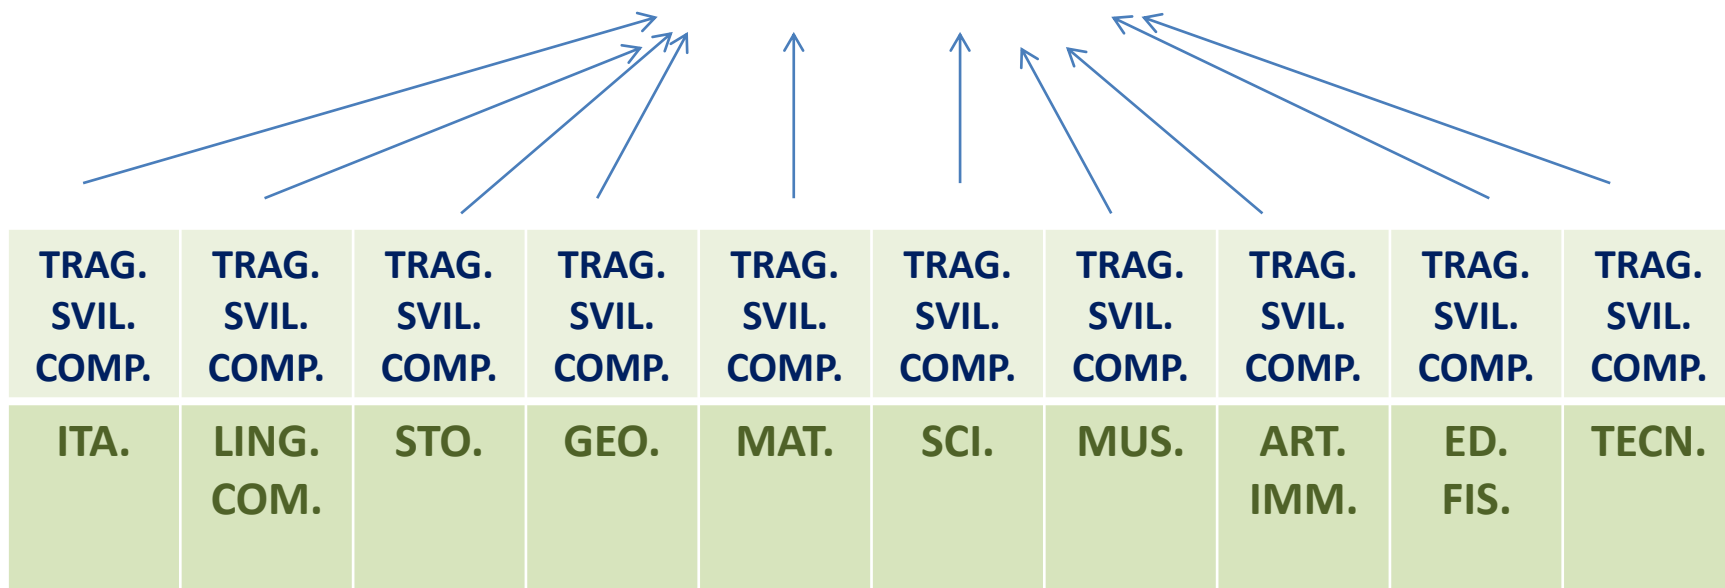 TRAG. TRAG. TRAG. TRAG. TRAG. TRAG. TRAG. TRAG. TRAG. TRAG.
SVIL. SVIL. SVIL. SVIL. SVIL. SVIL. SVIL. SVIL. SVIL. SVIL.
COMP. COMP. COMP. COMP. COMP. COMP. COMP. COMP. COMP. COMP.
ITA. LING. STO. GEO. MAT. SCI. MUS. ART. ED. TECN.
COM. IMM. FIS.